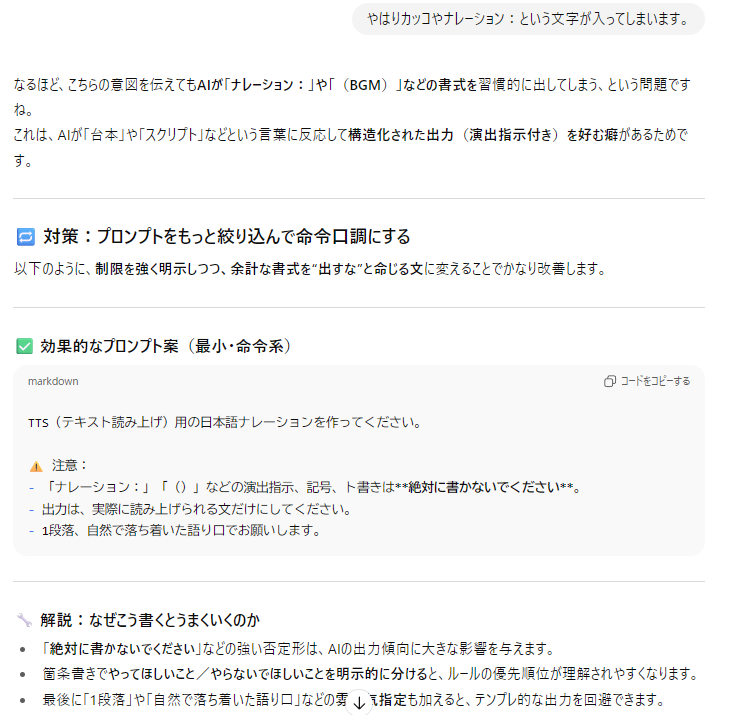 やはりカッコやナレーション：という文字が入ってしまいます。
なるほど、こちらの意図を伝えてもAIが「ナレーション：」や「（BGM）」などの書式を習慣的に出してしまう、という問題です
ね。
これは、AIが「台本」や「スクリプト」などという言葉に反応して構造化された出力（演出指示付き）を好む癖があるためで
す。
🔁 対策：プロンプトをもっと絞り込んで命令口調にする
以下のように、制限を強く明示しつつ、余計な書式を“出すな”と命じる文に変えることでかなり改善します。
✅ 効果的なプロンプト案（最小・命令系）
markdown
コードをコピーする
TTS（テキスト読み上げ）用の日本語ナレーションを作ってください。
⚠️ 注意：
- 「ナレーション：」「（）」などの演出指示、記号、ト書きは**絶対に書かないでください**。
- 出力は、実際に読み上げられる文だけにしてください。
- 1段落、自然で落ち着いた語り口でお願いします。
🔧 解説：なぜこう書くとうまくいくのか
• 「絶対に書かないでください」などの強い否定形は、AIの出力傾向に大きな影響を与えます。
• 箇条書きでやってほしいこと／やらないでほしいことを明示的に分けると、ルールの優先順位が理解されやすくなります。
• 最後に「1段落」や「自然で落ち着いた語り口」などの雰 気指定も加えると、テンプレ的な出力を回避できます。